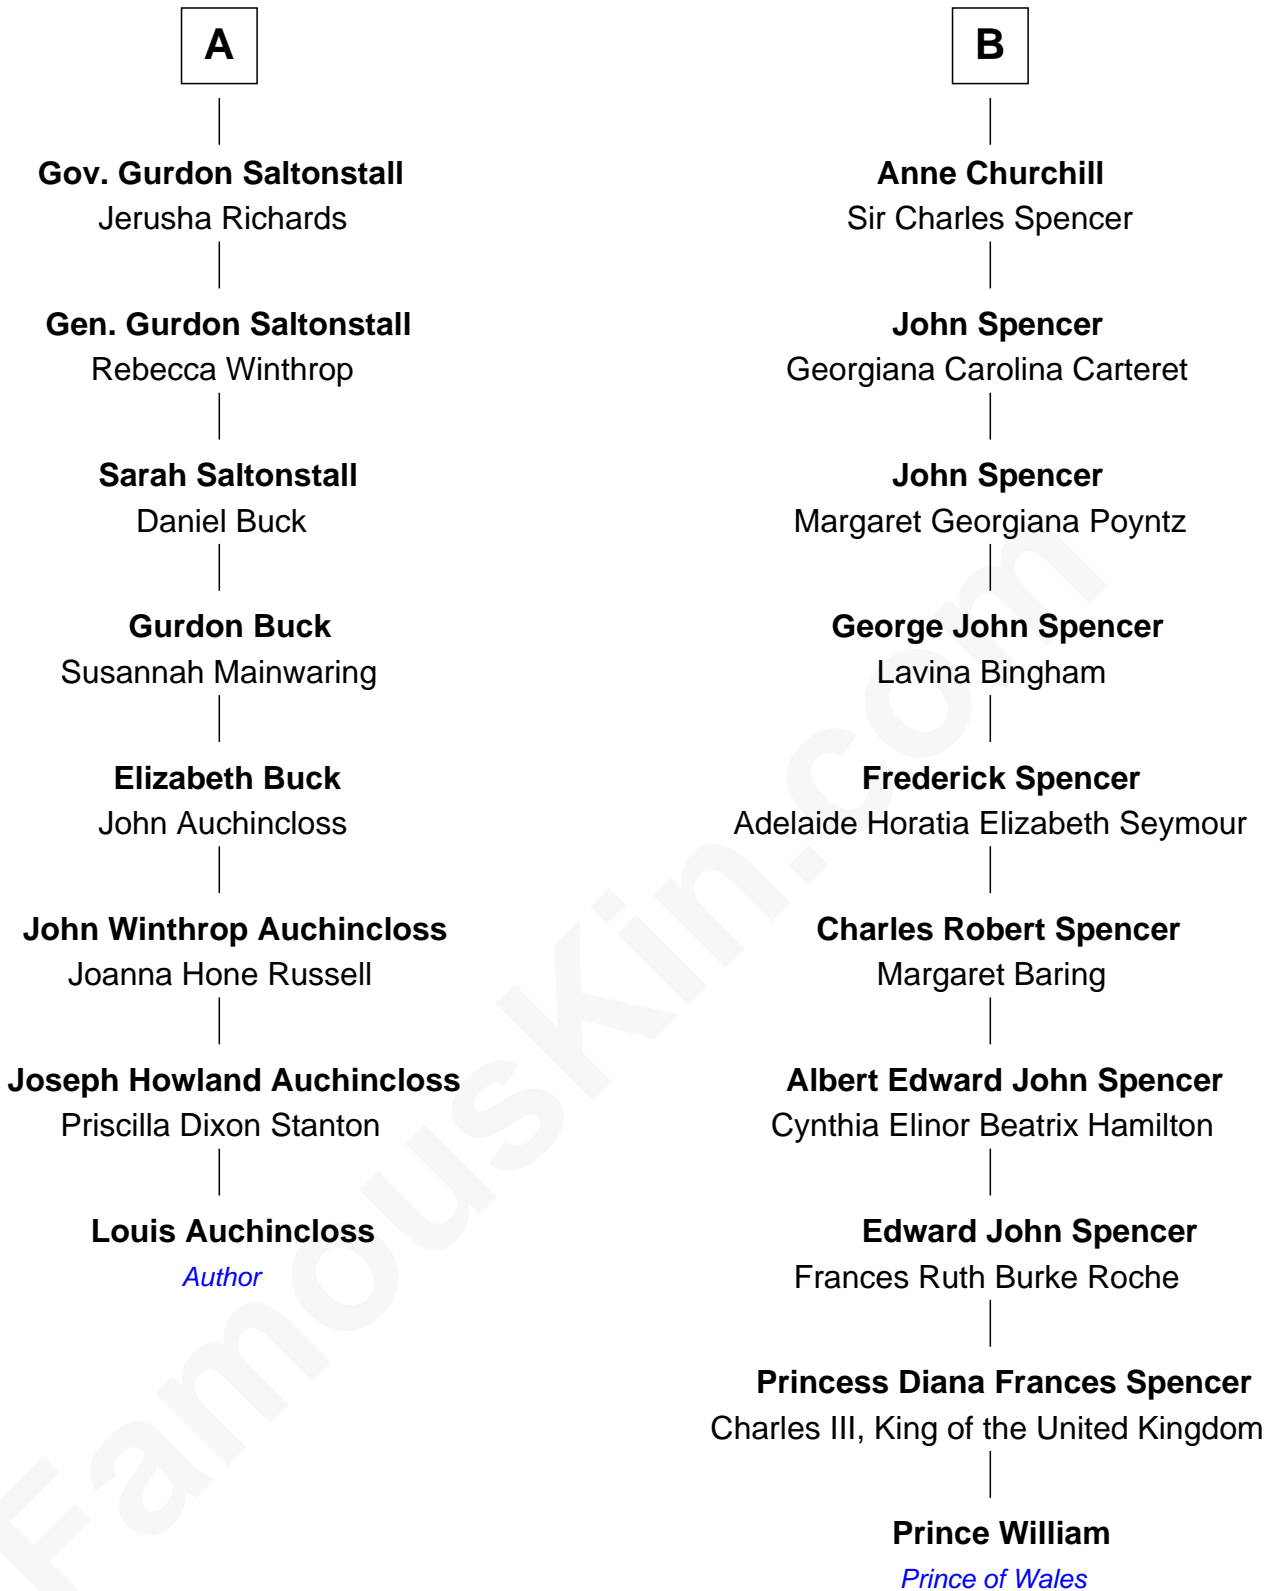 A
Gov. Gurdon Saltonstall
Jerusha Richards
Gen. Gurdon Saltonstall
Rebecca Winthrop
Sarah Saltonstall
Daniel Buck
Gurdon Buck
Susannah Mainwaring
Elizabeth Buck
John Auchincloss
John Winthrop Auchincloss
Joanna Hone Russell
Joseph Howland Auchincloss
Priscilla Dixon Stanton
Louis Auchincloss
Author
B
Anne Churchill
Sir Charles Spencer
John Spencer
Georgiana Carolina Carteret
John Spencer
Margaret Georgiana Poyntz
George John Spencer
Lavina Bingham
Frederick Spencer
Adelaide Horatia Elizabeth Seymour
Charles Robert Spencer
Margaret Baring
Albert Edward John Spencer
Cynthia Elinor Beatrix Hamilton
Edward John Spencer
Frances Ruth Burke Roche
Princess Diana Frances Spencer
Charles III, King of the United Kingdom
Prince William
Prince of Wales
FamousKin.com